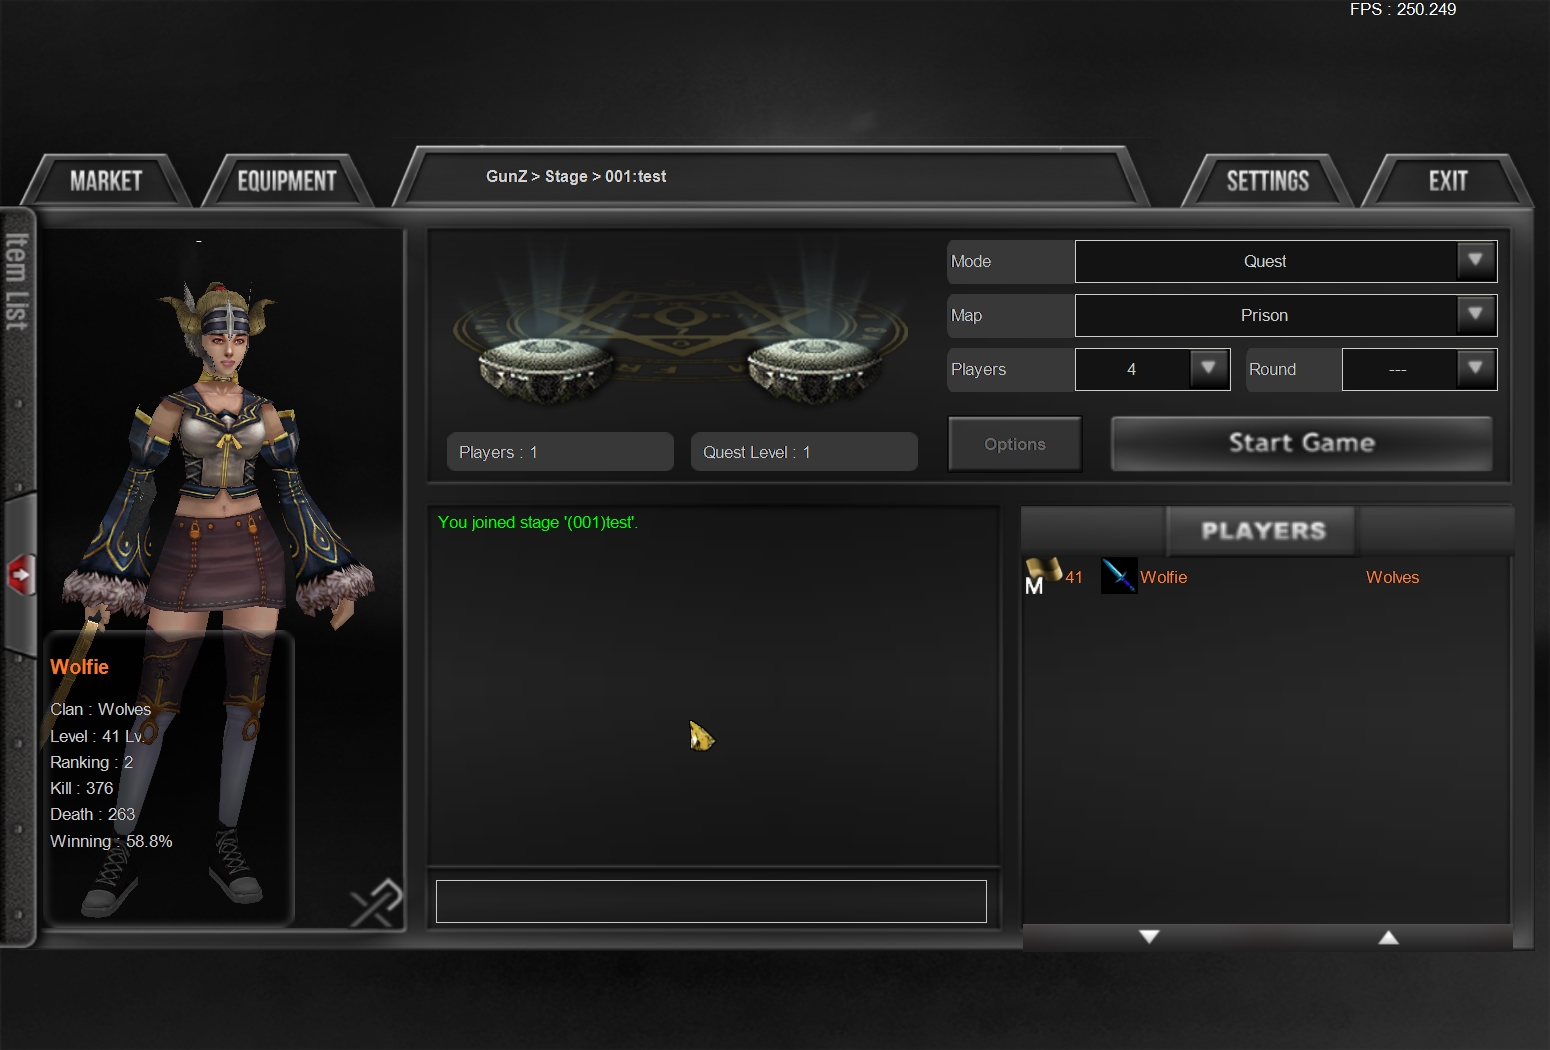 FPS : 250.249
MARKET
EQUIPMENT
GunZ > Stage > 001:test
SETTINGS
EXIT
Item List
-
Mode
Quest
Map
Prison
Players
4
Round
---
Players : 1
Quest Level : 1
Options
Start Game
You joined stage '(001)test'.
PLAYERS
M 41 Wolfie Wolves
Wolfie
Clan : Wolves
Level : 41 Lv.
Ranking : 2
Kill : 376
Death : 263
Winning : 58.8%